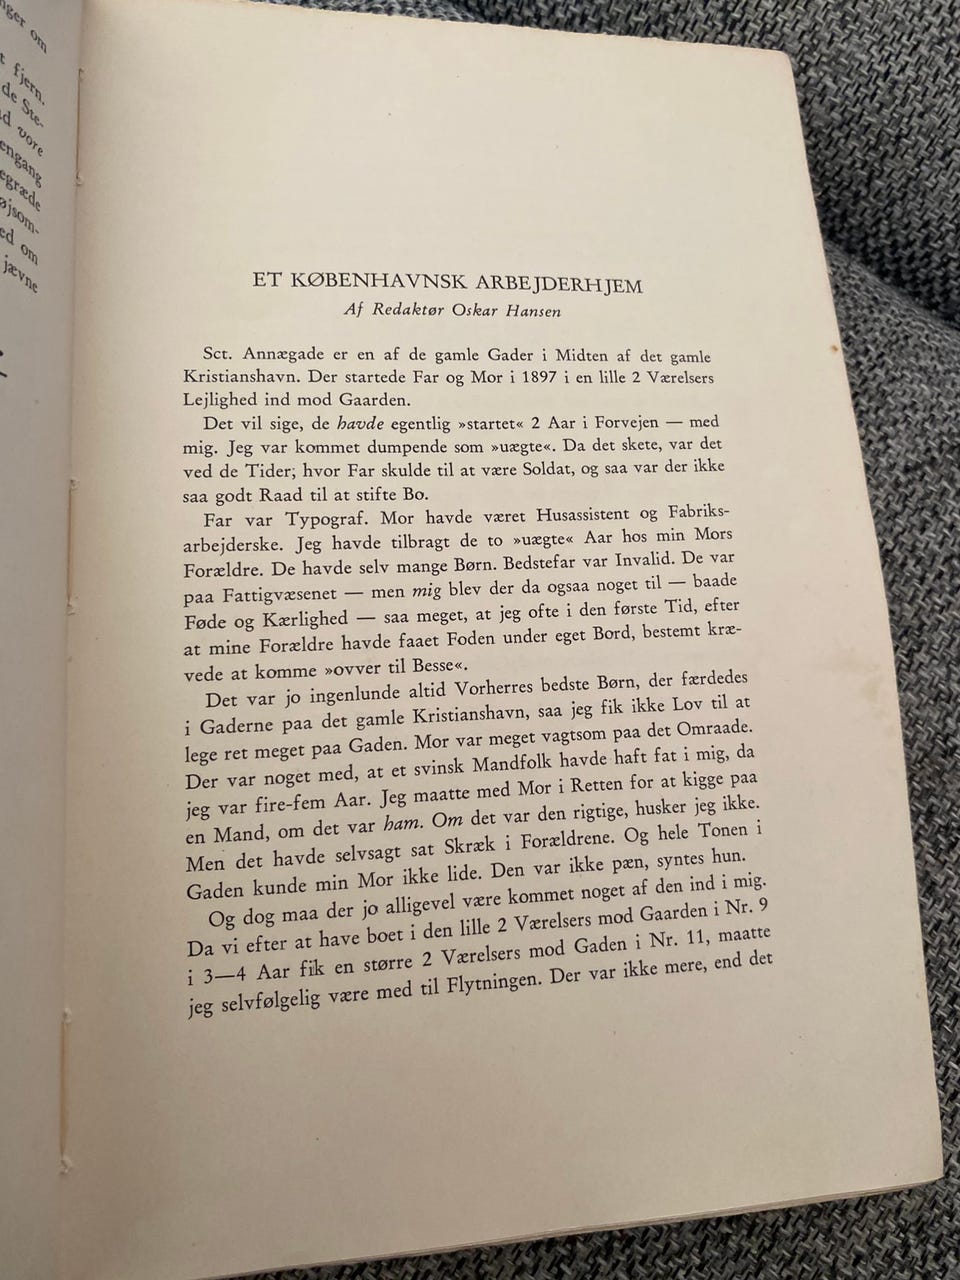 nger om
t fjern.
de Ste-
d vore
engang
egræde
øjsom-
ed om
jævne
ET KØBENHAVNSK ARBEJDERHJEM
Af Redaktør Oskar Hansen
Sct. Annægade er en af de gamle Gader i Midten af det gamle
Kristianshavn. Der startede Far og Mor i 1897 i en lille 2 Værelsers
Lejlighed ind mod Gaarden.
Det vil sige, de havde egentlig »startet« 2 Aar i Forvejen — med
mig. Jeg var kommet dumpende som »uægte«. Da det skete, var det
ved de Tider, hvor Far skulde til at være Soldat, og saa var der ikke
saa godt Raad til at stifte Bo.
Far var Typograf. Mor havde været Husassistent og Fabriks-
arbejderske. Jeg havde tilbragt de to »uægte« Aar hos min Mors
Forældre. De havde selv mange Børn. Bedstefar var Invalid. De var
paa Fattigvæsenet — men mig blev der da ogsaa noget til — baade
Føde og Kærlighed — saa meget, at jeg ofte i den første Tid, efter
at mine Forældre havde faaet Foden under eget Bord, bestemt kræ-
vede at komme »ovver til Besse«.
Det var jo ingenlunde altid Vorherres bedste Børn, der færdedes
i Gaderne paa det gamle Kristianshavn, saa jeg fik ikke Lov til at
lege ret meget paa Gaden. Mor var meget vagtsom paa det Omraade.
Der var noget med, at et svinsk Mandfolk havde haft fat i mig, da
jeg var fire-fem Aar. Jeg maatte med Mor i Retten for at kigge paa
en Mand, om det var ham. Om det var den rigtige, husker jeg ikke.
Men det havde selvsagt sat Skræk i Forældrene. Og hele Tonen i
Gaden kunde min Mor ikke lide. Den var ikke pæn, syntes hun.
Og dog maa der jo alligevel være kommet noget af den ind i mig.
Da vi efter at have boet i den lille 2 Værelsers mod Gaarden i Nr. 9
i 3—4 Aar fik en større 2 Værelsers mod Gaden i Nr. 11, maatte
jeg selvfølgelig være med til Flytningen. Der var ikke mere, end det